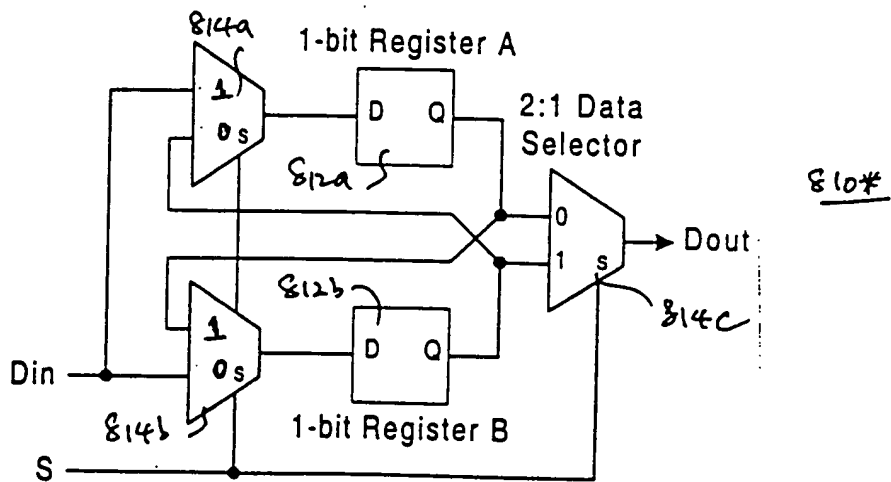 814a
1-bit Register A
1
0 s
D Q
812a
2:1 Data
Selector
810*
0
1
s
Dout
814c
812b
1
0 s
D Q
Din
814b
1-bit Register B
S